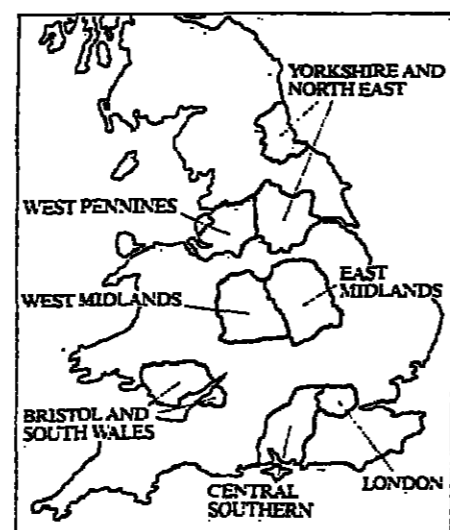 YORKSHIRE AND
NORTH EAST
WEST PENNINES
EAST
MIDLANDS
WEST MIDLANDS
BRISTOL AND
SOUTH WALES
LONDON
CENTRAL
SOUTHERN